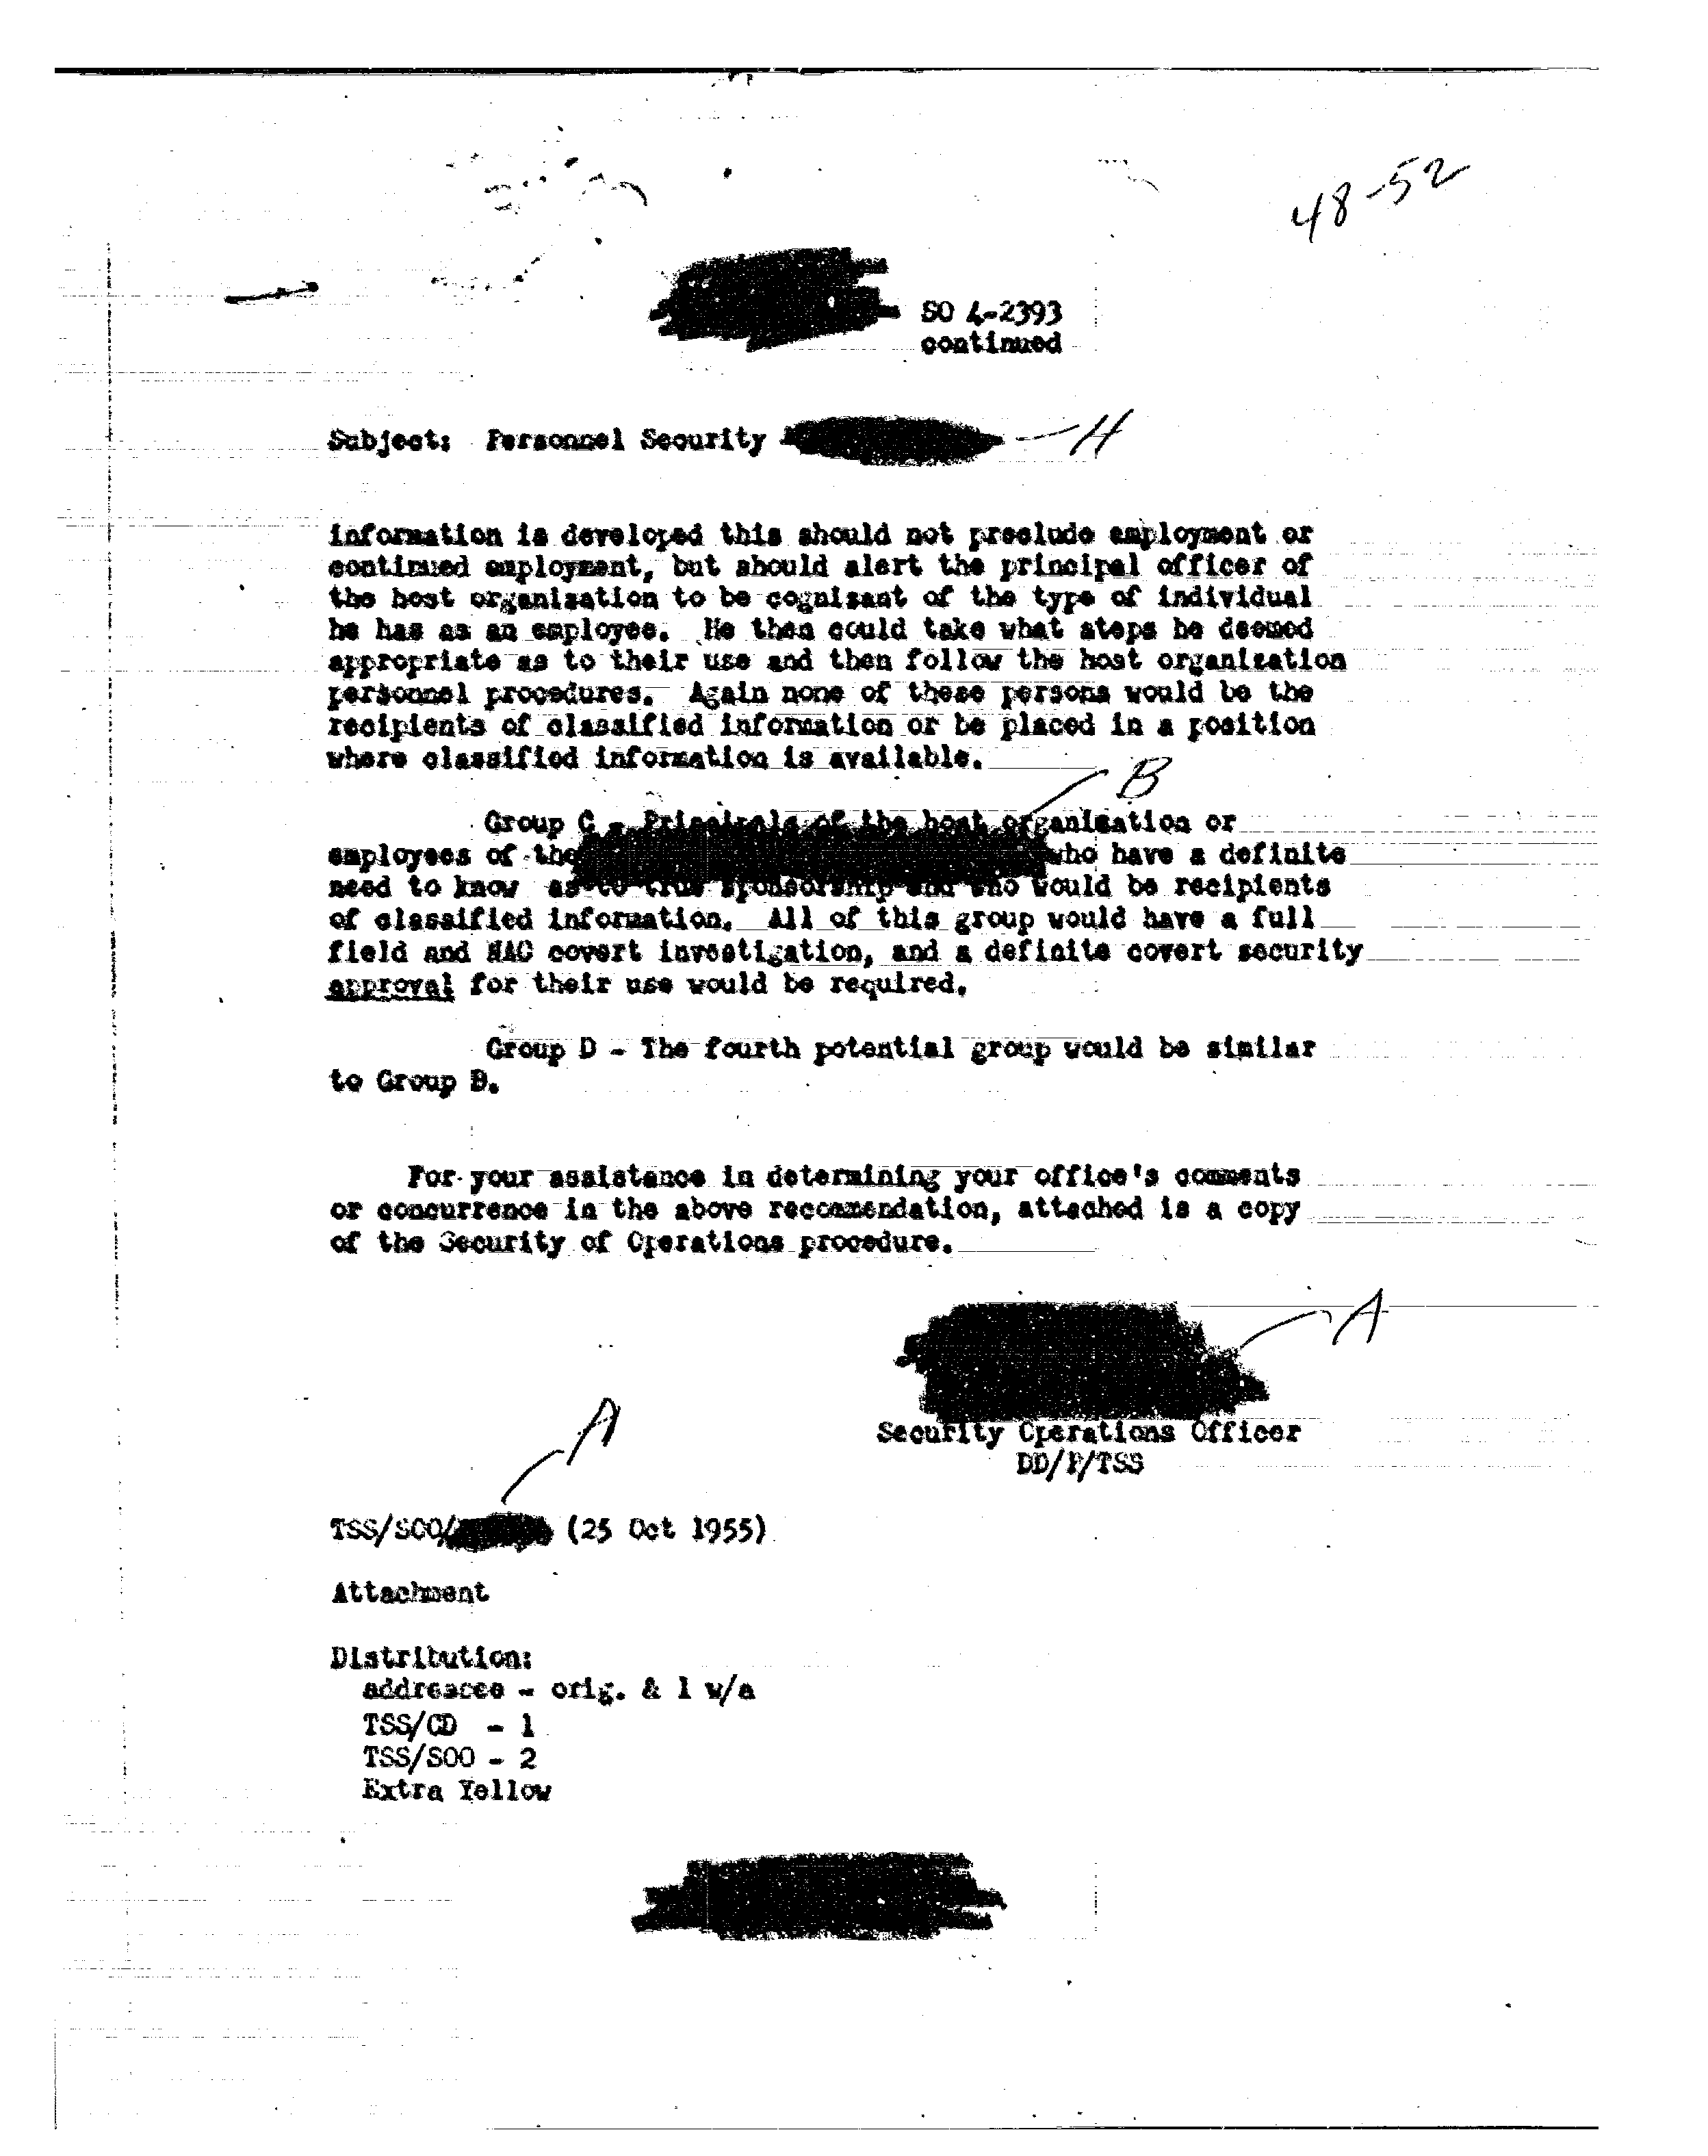 48-52
SO 4-2393
continued
Subject: Personnel Security
H
information is developed this should not preclude employment or
continued employment, but should alert the principal officer of
the host organization to be cognizant of the type of individual
he has as an employee. He then could take what steps he deemed
appropriate as to their use and then follow the host organization
personnel procedures. Again none of these persons would be the
recipients of classified information or be placed in a position
where classified information is available.
B
Group C - Principals of the host organization or
employees of the who have a definite
need to know as to true sponsorship and who would be recipients
of classified information. All of this group would have a full
field and NAC covert investigation, and a definite covert security
approval for their use would be required.
Group D - The fourth potential group would be similar
to Group B.
For your assistance in determining your office's comments
or concurrence in the above recommendation, attached is a copy
of the Security of Operations procedure.
A
A
Security Operations Officer
DD/P/TSS
TSS/SOO/ (25 Oct 1955)
Attachment
Distribution:
addressee - orig. & 1 w/a
TSS/CD - 1
TSS/SOO - 2
Extra Yellow